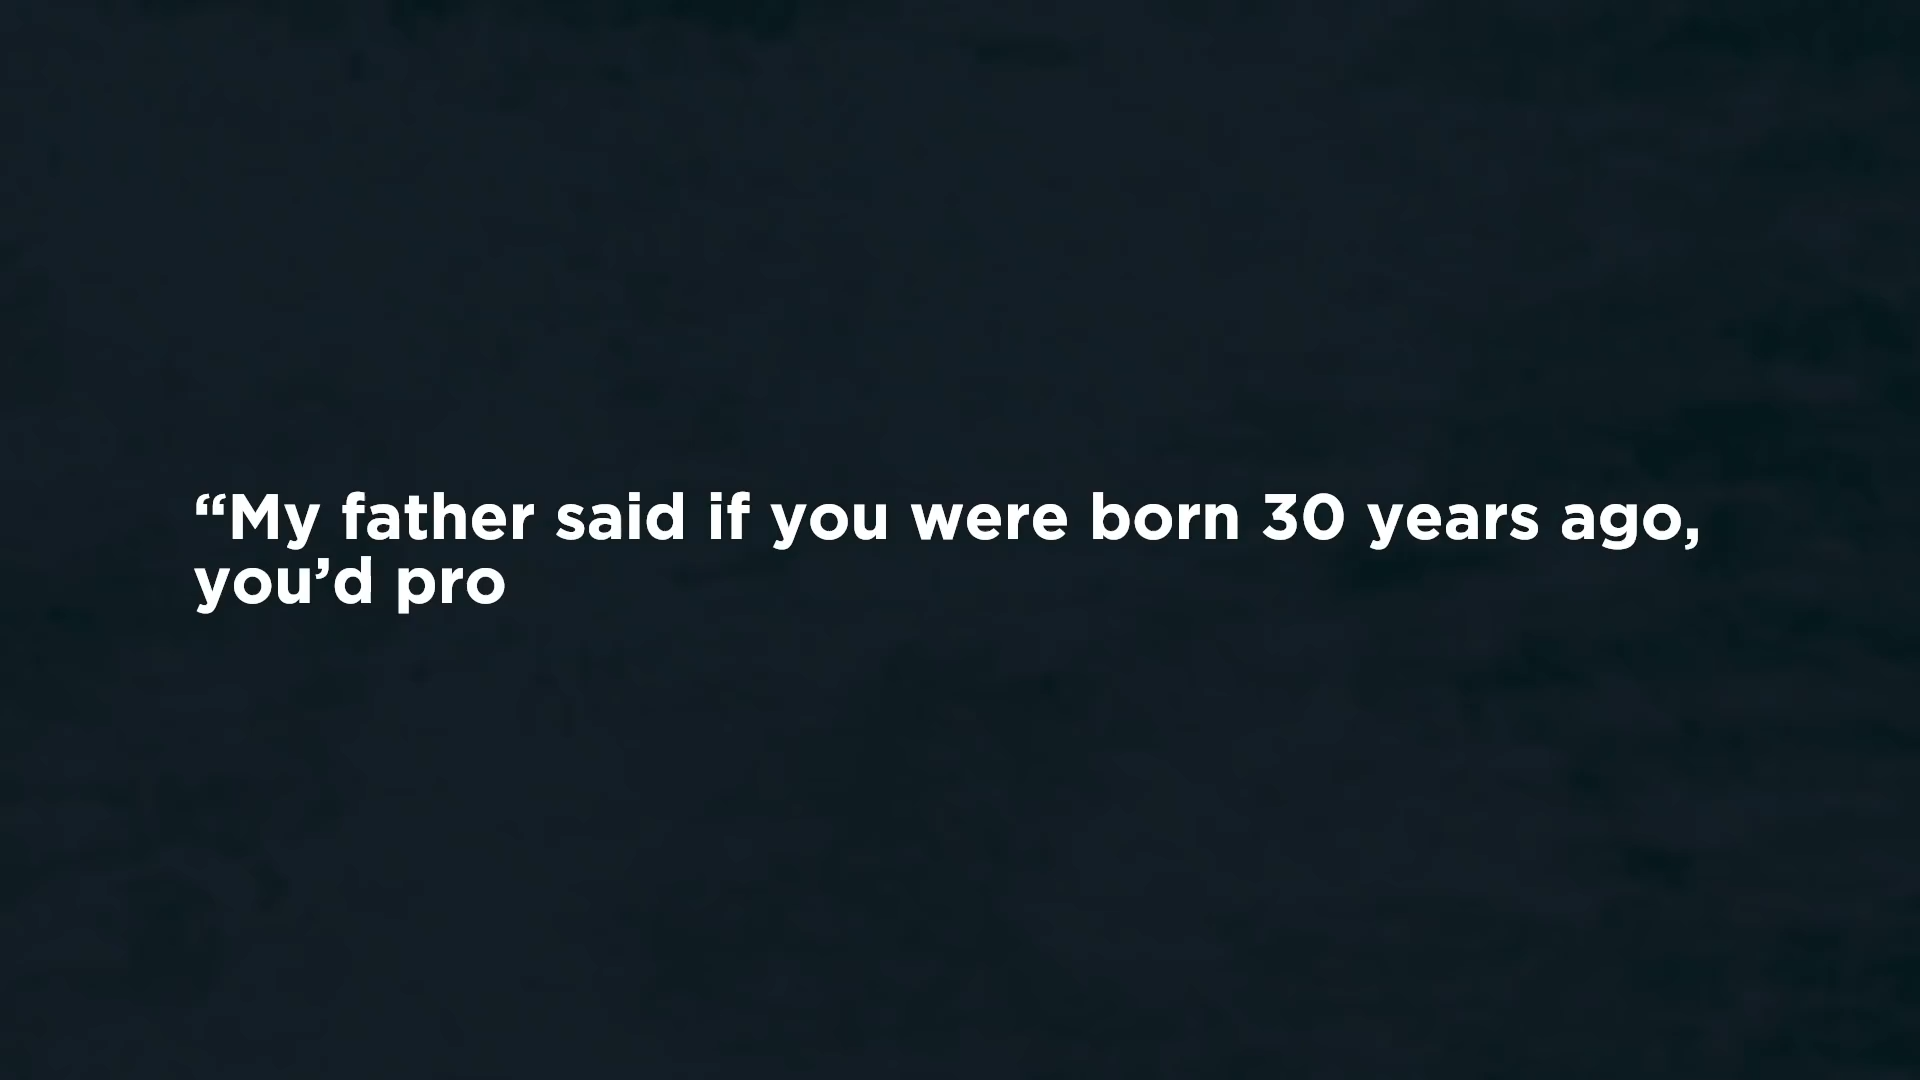 “My father said if you were born 30 years ago,
you’d pro